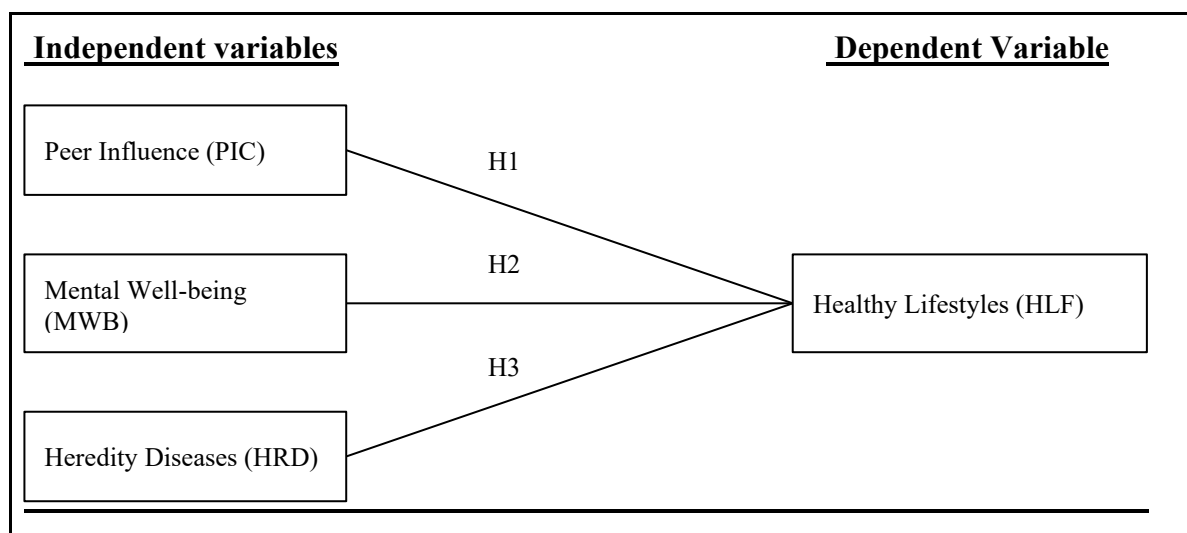 Independent variables
Dependent Variable
Peer Influence (PIC)
H1
Mental Well-being
(MWB)
H2
Healthy Lifestyles (HLF)
H3
Heredity Diseases (HRD)